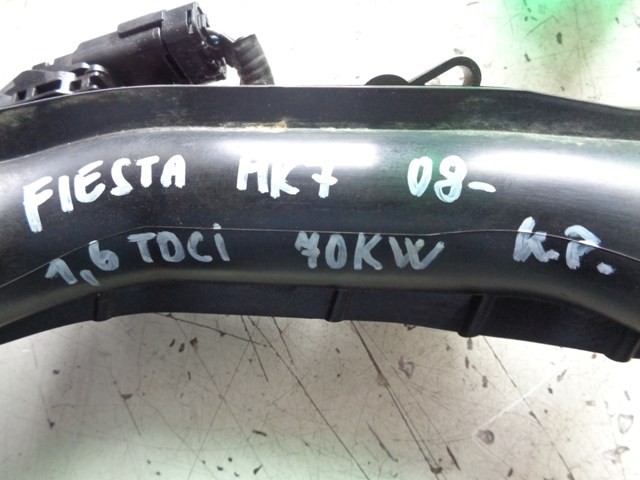 FIESTA MK7 08-
1,6 TDCi 70KW K.P.